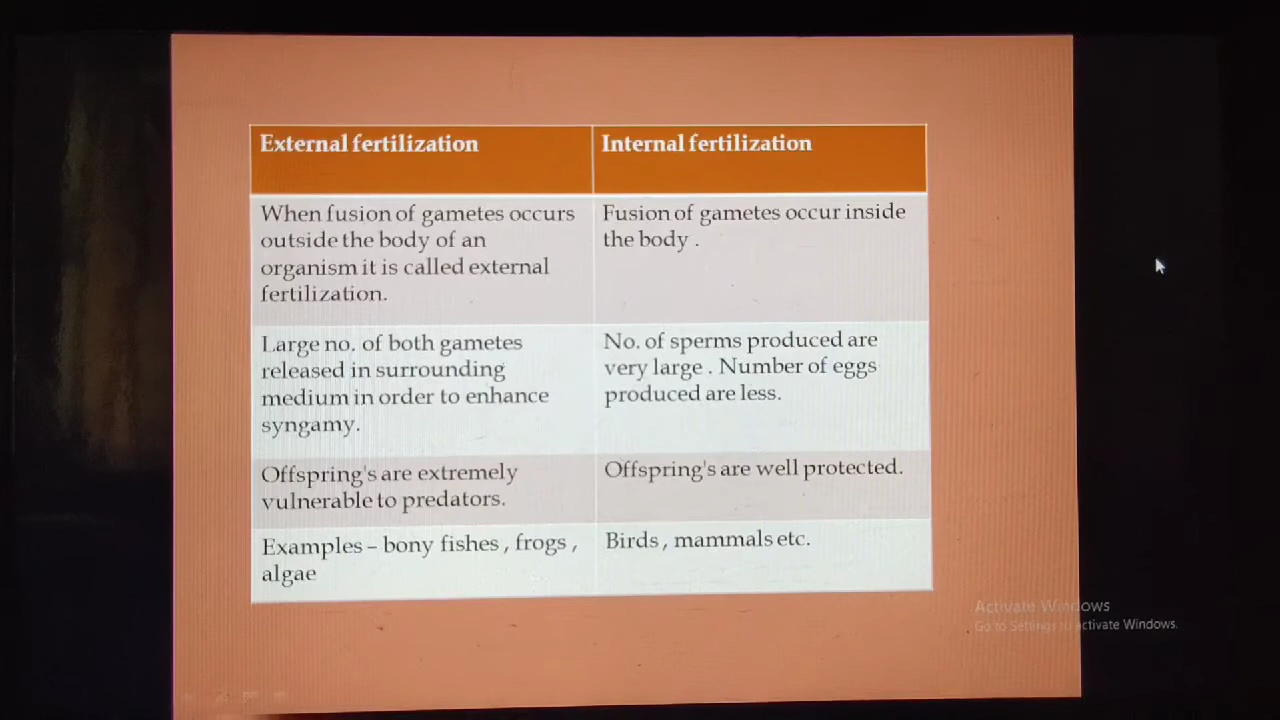 External fertilization
Internal fertilization
When fusion of gametes occurs
outside the body of an
organism it is called external
fertilization.
Fusion of gametes occur inside
the body .
Large no. of both gametes
released in surrounding
medium in order to enhance
syngamy.
No. of sperms produced are
very large . Number of eggs
produced are less.
Offspring's are extremely
vulnerable to predators.
Offspring's are well protected.
Examples – bony fishes , frogs ,
algae
Birds , mammals etc.
Activate Windows
Go to Settings to activate Windows.